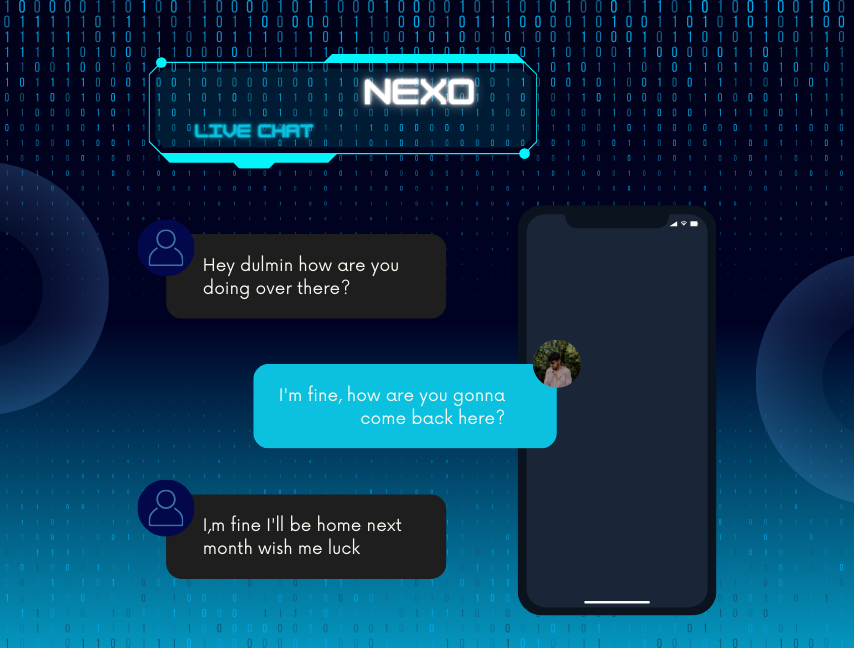 NEXO
LIVE CHAT
Hey dulmin how are you
doing over there?
I'm fine, how are you gonna
come back here?
I,m fine I'll be home next
month wish me luck